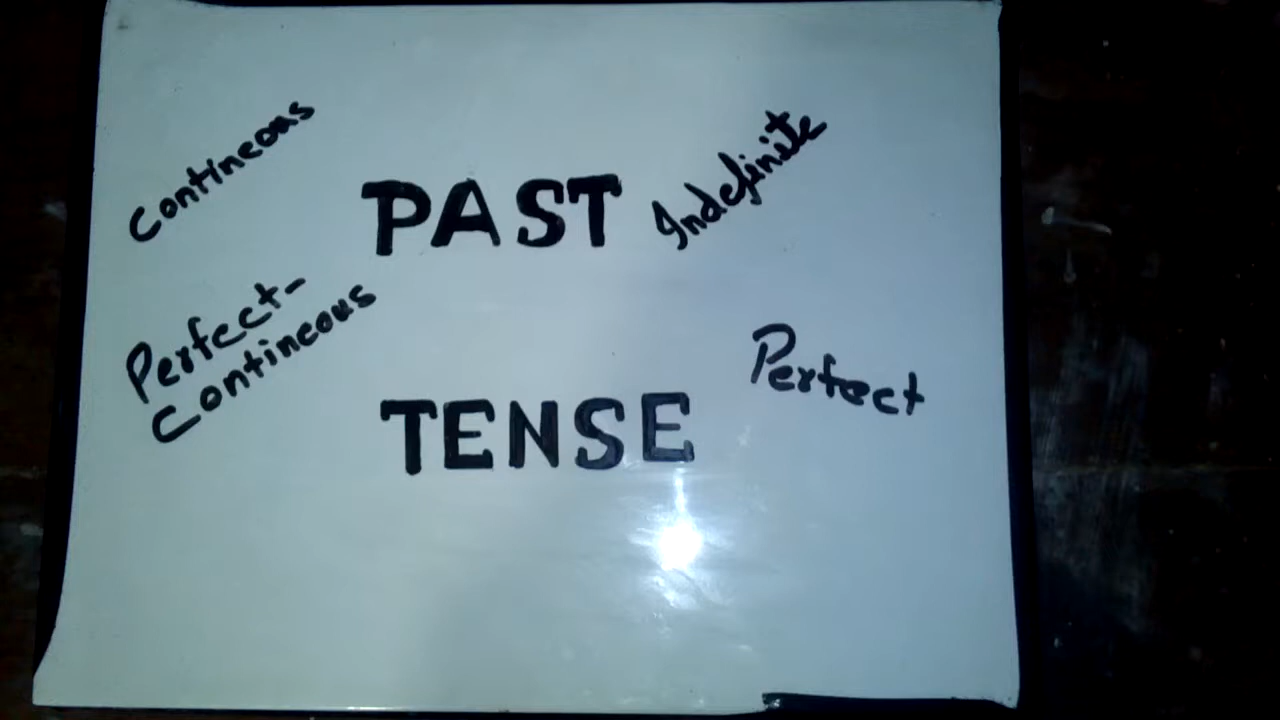 Contineous
PAST
Indefinite
Perfect-
Contineous
TENSE
Perfect